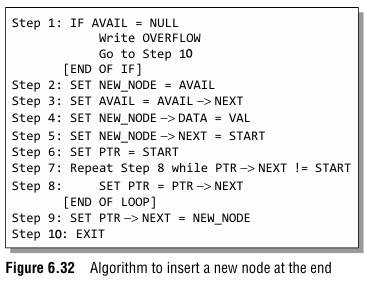 Step 1: IF AVAIL = NULL
Write OVERFLOW
Go to Step 10
[END OF IF]
Step 2: SET NEW_NODE = AVAIL
Step 3: SET AVAIL = AVAIL->NEXT
Step 4: SET NEW_NODE->DATA = VAL
Step 5: SET NEW_NODE->NEXT = START
Step 6: SET PTR = START
Step 7: Repeat Step 8 while PTR->NEXT != START
Step 8: SET PTR = PTR->NEXT
[END OF LOOP]
Step 9: SET PTR->NEXT = NEW_NODE
Step 10: EXIT
Figure 6.32 Algorithm to insert a new node at the end